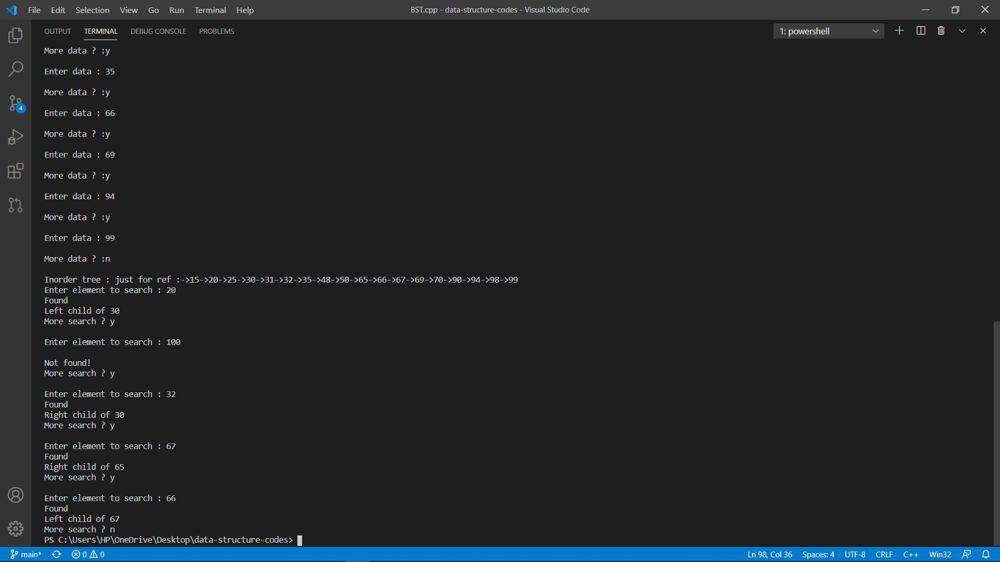 File Edit Selection View Go Run Terminal Help
BST.cpp - data-structure-codes - Visual Studio Code
OUTPUT TERMINAL DEBUG CONSOLE PROBLEMS
1: powershell
4
More data ? :y
Enter data : 35
More data ? :y
Enter data : 66
More data ? :y
Enter data : 69
More data ? :y
Enter data : 94
More data ? :y
Enter data : 99
More data ? :n
Inorder tree : just for ref :->15->20->25->30->31->32->35->48->50->65->66->67->69->70->90->94->98->99
Enter element to search : 20
Found
Left child of 30
More search ? y
Enter element to search : 100
Not found!
More search ? y
Enter element to search : 32
Found
Right child of 30
More search ? y
Enter element to search : 67
Found
Right child of 65
More search ? y
Enter element to search : 66
Found
Left child of 67
More search ? n
PS C:\Users\HP\OneDrive\Desktop\data-structure-codes>
main* 0 0
Ln 98, Col 36 Spaces: 4 UTF-8 CRLF C++ Win32